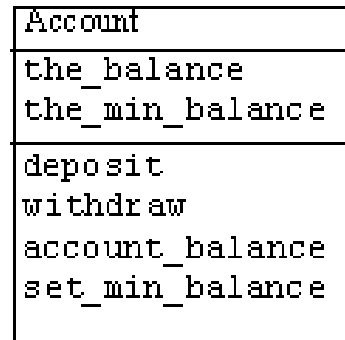 Account
the_balance
the_min_balance
deposit
withdraw
account_balance
set_min_balance